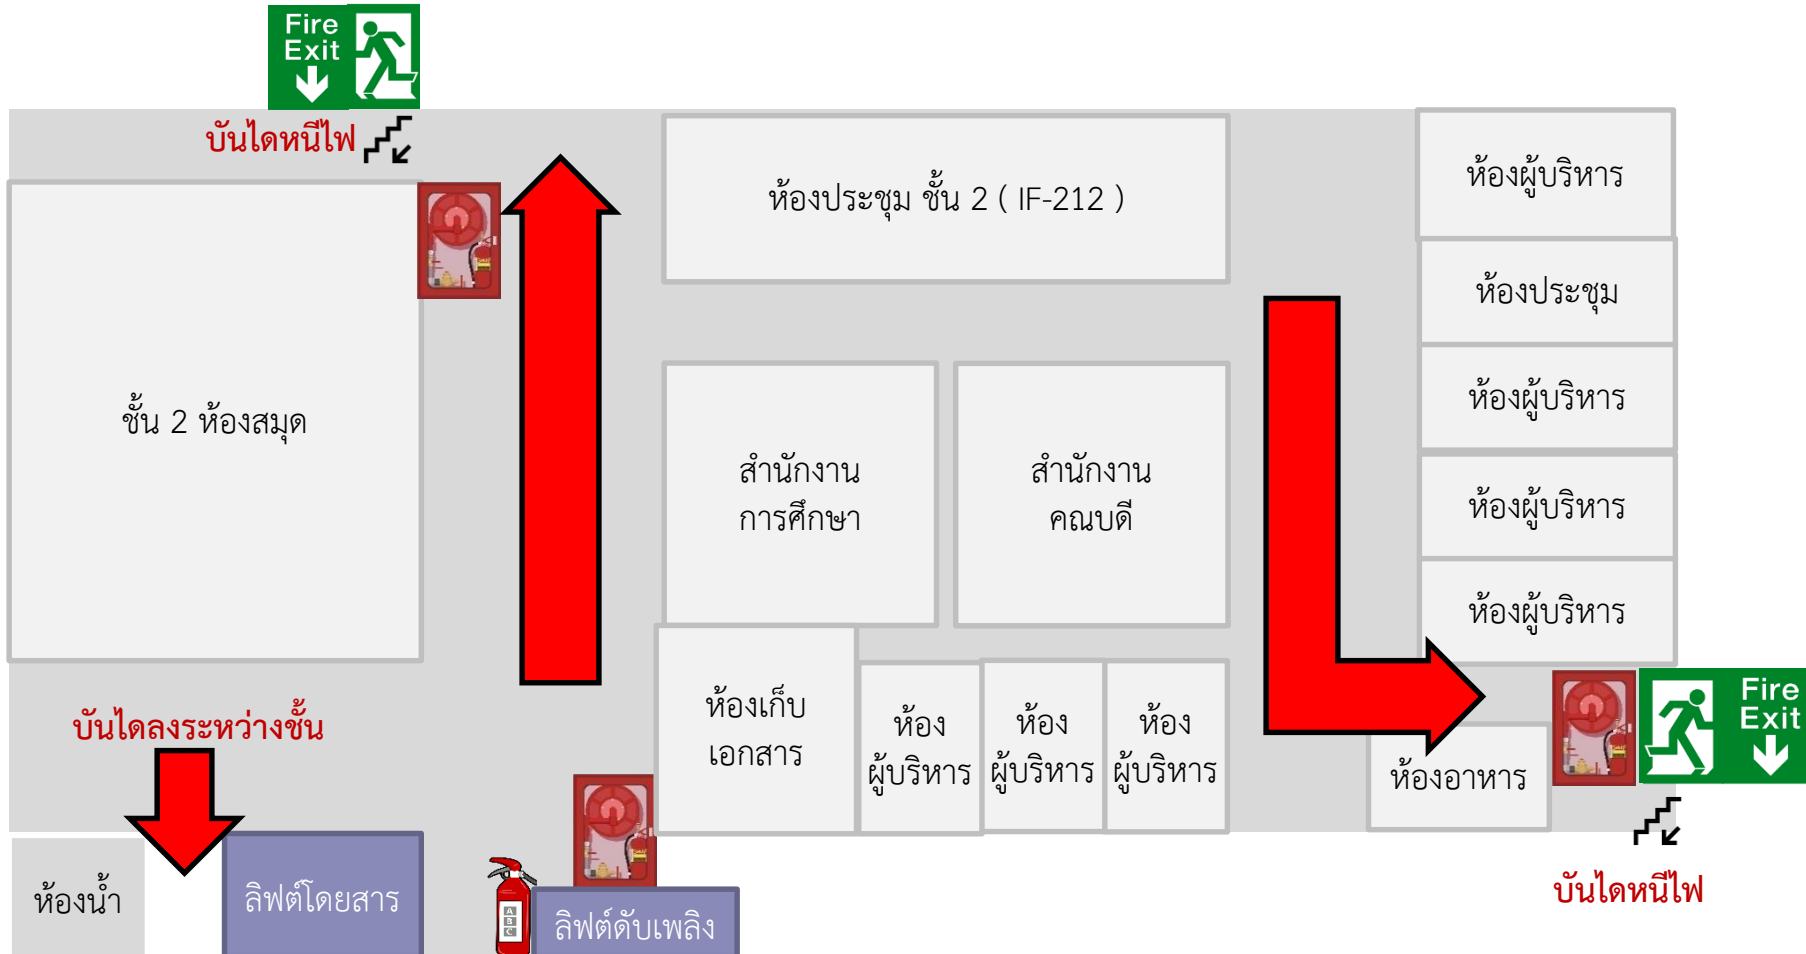 Fire
Exit
บันไดหนีไฟ
ห้องประชุม ชั้น 2 ( IF-212 )
ห้องผู้บริหาร
ห้องประชุม
ห้องผู้บริหาร
ชั้น 2 ห้องสมุด
สำนักงาน
การศึกษา
สำนักงาน
คณบดี
ห้องผู้บริหาร
ห้องผู้บริหาร
บันไดลงระหว่างชั้น
ห้องเก็บ
เอกสาร
ห้อง
ผู้บริหาร
ห้อง
ผู้บริหาร
ห้อง
ผู้บริหาร
ห้องอาหาร
Fire
Exit
บันไดหนีไฟ
ห้องน้ำ
ลิฟต์โดยสาร
A
B
C
ลิฟต์ดับเพลิง